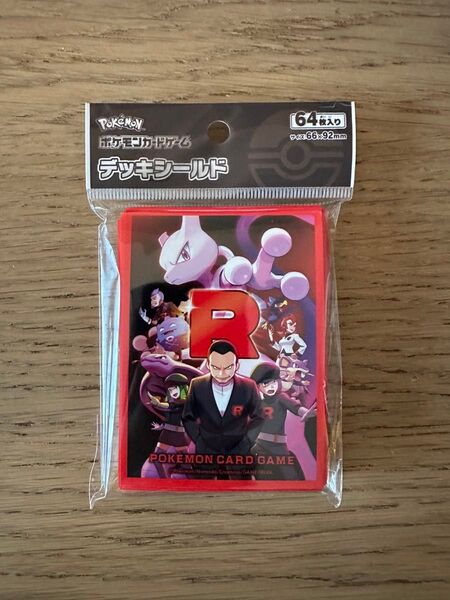 POKÉMON
ポケモンカードゲーム
デッキシールド
64枚入り
サイズ:66×92mm
R
R
POKÉMON CARD GAME